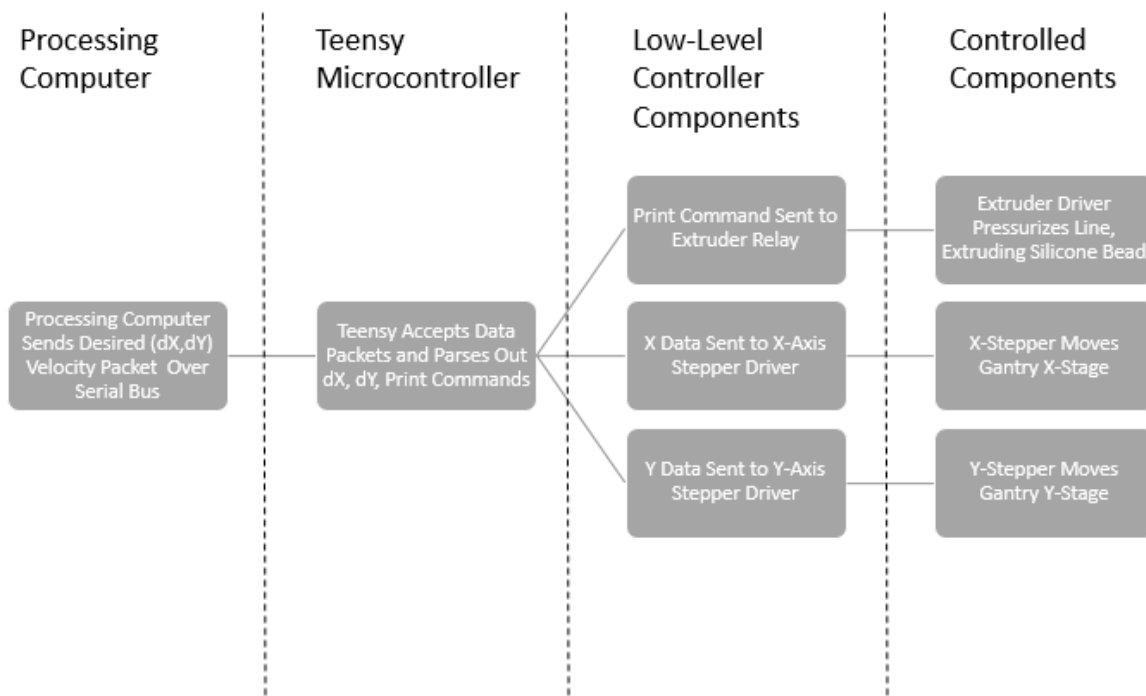 Processing
Computer
Teensy
Microcontroller
Low-Level
Controller
Components
Controlled
Components
Processing Computer
Sends Desired (dX,dY)
Velocity Packet  Over
Serial Bus
Teensy Accepts Data
Packets and Parses Out
dX, dY, Print Commands
Print Command Sent to
Extruder Relay
X Data Sent to X-Axis
Stepper Driver
Y Data Sent to Y-Axis
Stepper Driver
Extruder Driver
Pressurizes Line,
Extruding Silicone Bead
X-Stepper Moves
Gantry X-Stage
Y-Stepper Moves
Gantry Y-Stage